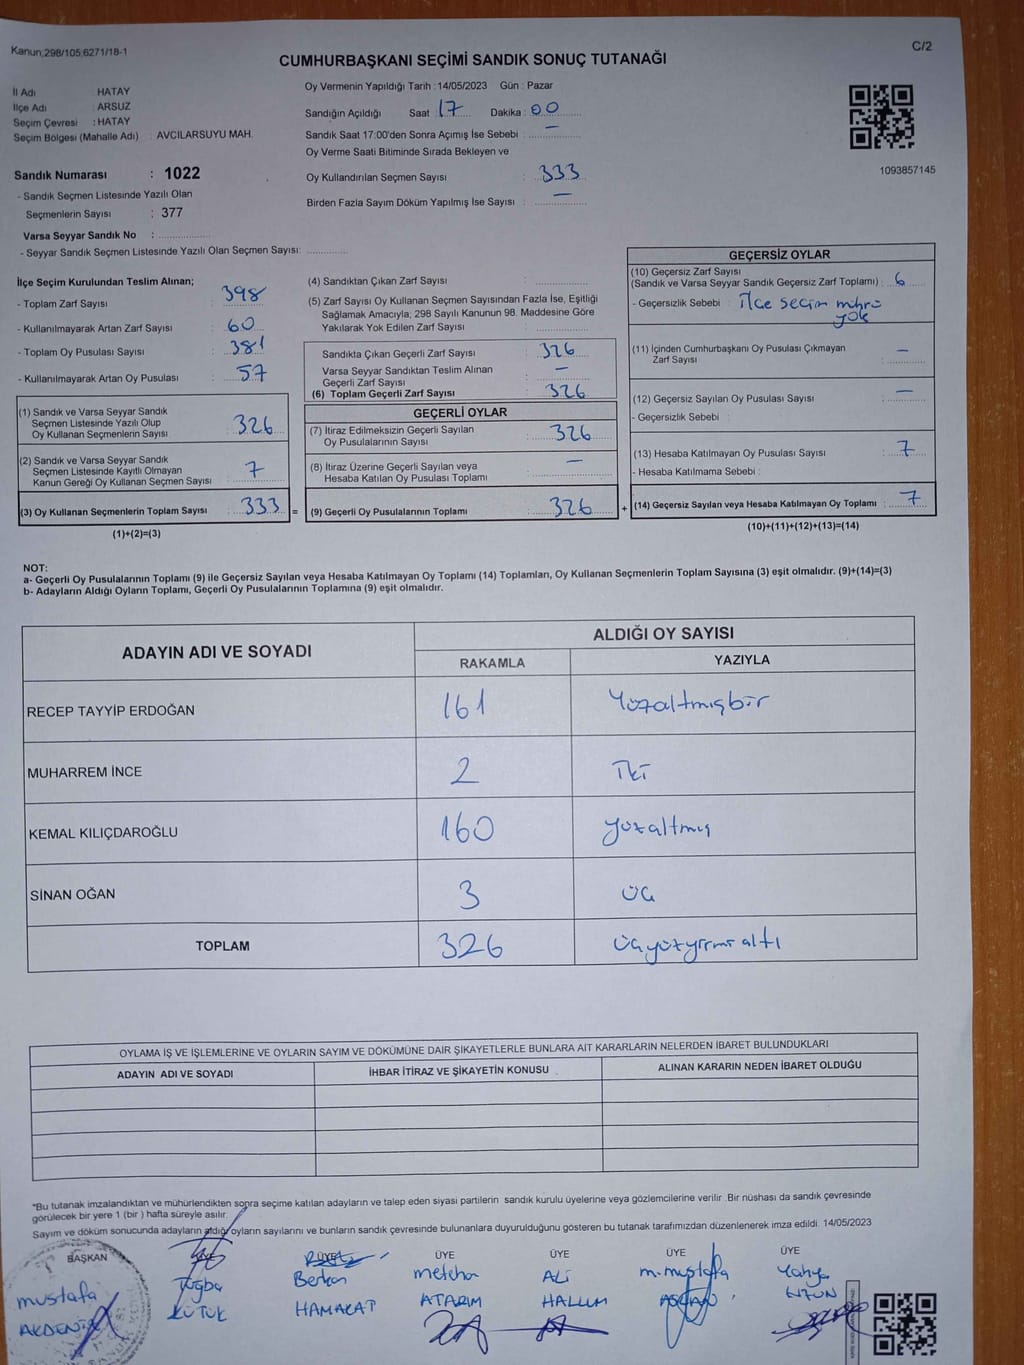 Kanun;298/105;6271/18-1
C/2
CUMHURBAŞKANI SEÇİMİ SANDIK SONUÇ TUTANAĞI
İl Adı HATAY
İlçe Adı : ARSUZ
Seçim Çevresi : HATAY
Seçim Bölgesi (Mahalle Adı) : AVCILARSUYU MAH.
Oy Vermenin Yapıldığı Tarih : 14/05/2023 Gün : Pazar
Sandığın Açıldığı Saat : 17 Dakika : 00
Sandık Saat 17:00'den Sonra Açımış İse Sebebi : —
Oy Verme Saati Bitiminde Sırada Bekleyen ve
Oy Kullandırılan Seçmen Sayısı : 333
Birden Fazla Sayım Döküm Yapılmış İse Sayısı : —
1093857145
Sandık Numarası : 1022
- Sandık Seçmen Listesinde Yazılı Olan
Seçmenlerin Sayısı : 377
Varsa Seyyar Sandık No :
- Seyyar Sandık Seçmen Listesinde Yazılı Olan Seçmen Sayısı:
İlçe Seçim Kurulundan Teslim Alınan;
- Toplam Zarf Sayısı : 398
- Kullanılmayarak Artan Zarf Sayısı : 60
- Toplam Oy Pusulası Sayısı : 381
- Kullanılmayarak Artan Oy Pusulası : 57
(1) Sandık ve Varsa Seyyar Sandık
Seçmen Listesinde Yazılı Olup
Oy Kullanan Seçmenlerin Sayısı : 326
(2) Sandık ve Varsa Seyyar Sandık
Seçmen Listesinde Kayıtlı Olmayan
Kanun Gereği Oy Kullanan Seçmen Sayısı : 7
(3) Oy Kullanan Seçmenlerin Toplam Sayısı : 333 =
(1)+(2)=(3)
(4) Sandıktan Çıkan Zarf Sayısı :
(5) Zarf Sayısı Oy Kullanan Seçmen Sayısından Fazla İse, Eşitliği
Sağlamak Amacıyla; 298 Sayılı Kanunun 98. Maddesine Göre
Yakılarak Yok Edilen Zarf Sayısı :
Sandıkta Çıkan Geçerli Zarf Sayısı : 326
Varsa Seyyar Sandıktan Teslim Alınan
Geçerli Zarf Sayısı : —
(6) Toplam Geçerli Zarf Sayısı : 326
GEÇERLİ OYLAR
(7) İtiraz Edilmeksizin Geçerli Sayılan
Oy Pusulalarının Sayısı : 326
(8) İtiraz Üzerine Geçerli Sayılan veya
Hesaba Katılan Oy Pusulası Toplamı : —
(9) Geçerli Oy Pusulalarının Toplamı : 326 +
GEÇERSİZ OYLAR
(10) Geçersiz Zarf Sayısı
(Sandık ve Varsa Seyyar Sandık Geçersiz Zarf Toplamı) : 6
- Geçersizlik Sebebi : İlçe seçim mührü
yok
(11) İçinden Cumhurbaşkanı Oy Pusulası Çıkmayan
Zarf Sayısı : —
(12) Geçersiz Sayılan Oy Pusulası Sayısı : —
- Geçersizlik Sebebi :
(13) Hesaba Katılmayan Oy Pusulası Sayısı : 7
- Hesaba Katılmama Sebebi :
(14) Geçersiz Sayılan veya Hesaba Katılmayan Oy Toplamı : 7
(10)+(11)+(12)+(13)=(14)
NOT:
a- Geçerli Oy Pusulalarının Toplamı (9) ile Geçersiz Sayılan veya Hesaba Katılmayan Oy Toplamı (14) Toplamları, Oy Kullanan Seçmenlerin Toplam Sayısına (3) eşit olmalıdır. (9)+(14)=(3)
b- Adayların Aldığı Oyların Toplamı, Geçerli Oy Pusulalarının Toplamına (9) eşit olmalıdır.
ADAYIN ADI VE SOYADI ALDIĞI OY SAYISI
RAKAMLA YAZIYLA
RECEP TAYYİP ERDOĞAN 161 Yüzaltmışbir
MUHARREM İNCE 2 İki
KEMAL KILIÇDAROĞLU 160 yüzaltmış
SİNAN OĞAN 3 üç
TOPLAM 326 üçyüzyirmi altı
OYLAMA İŞ VE İŞLEMLERİNE VE OYLARIN SAYIM VE DÖKÜMÜNE DAİR ŞİKAYETLERLE BUNLARA AİT KARARLARIN NELERDEN İBARET BULUNDUKLARI
ADAYIN ADI VE SOYADI İHBAR İTİRAZ VE ŞİKAYETİN KONUSU ALINAN KARARIN NEDEN İBARET OLDUĞU
*Bu tutanak imzalandıktan ve mühürlendikten sonra seçime katılan adayların ve talep eden siyasi partilerin sandık kurulu üyelerine veya gözlemcilerine verilir .Bir nüshası da sandık çevresinde
görülecek bir yere 1 (bir ) hafta süreyle asılır.
Sayım ve döküm sonucunda adayların aldığı oyların sayılarını ve bunların sandık çevresinde bulunanlara duyurulduğunu gösteren bu tutanak tarafımızdan düzenlenerek imza edildi. 14/05/2023
BAŞKAN ÜYE ÜYE ÜYE ÜYE ÜYE
mustafa Tuğba Berkan metehan ALİ m.mustafa Yahya
AKDENİZ KÜTÜK HAMAKAT ATARIM HALLUM UZUN